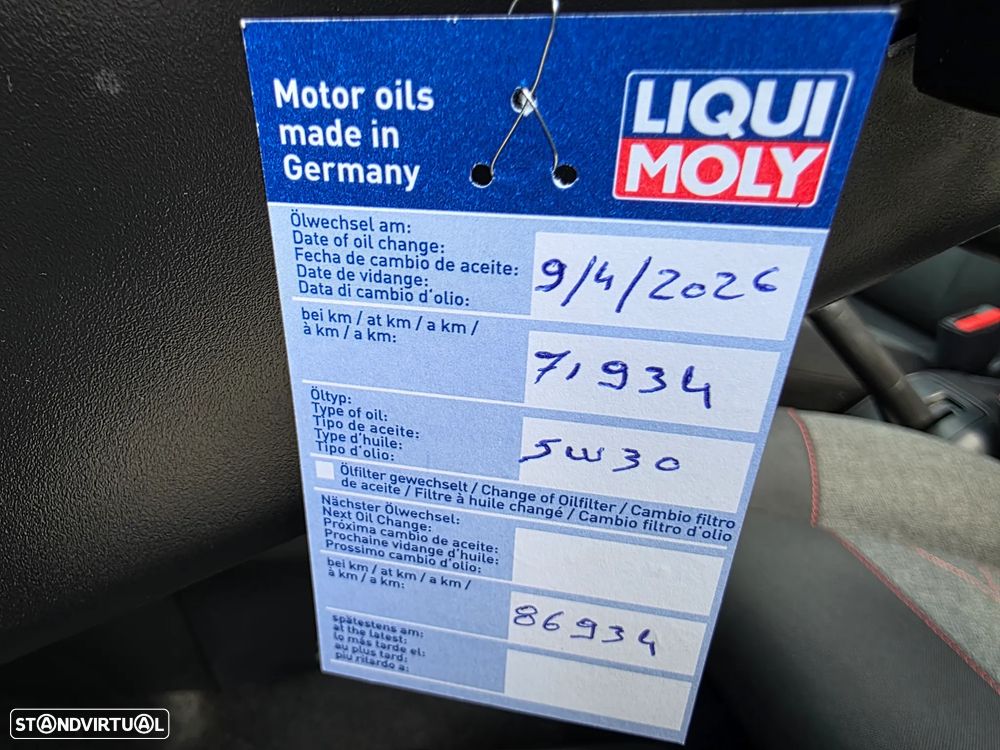 Motor oils
made in
Germany
LIQUI
MOLY
Ölwechsel am:
Date of oil change:
Fecha de cambio de aceite:
Date de vidange:
Data di cambio d'olio:
9/4/2026
bei km / at km / a km /
à km / a km:
71934
Öltyp:
Type of oil:
Tipo de aceite:
Type d'huile:
Tipo d'olio:
5W30
Ölfilter gewechselt / Change of Oilfilter / Cambio filtro
de aceite / Filtre à huile changé / Cambio filtro d'olio
Nächster Ölwechsel:
Next Oil Change:
Próxima cambio de aceite:
Prochaine vidange d'huile:
Prossimo cambio d'olio:
bei km / at km / a km /
à km / a km:
86934
spätestens am:
at the latest:
lo más tarde el:
au plus tard:
più ritardo a:
STANDVIRTUAL